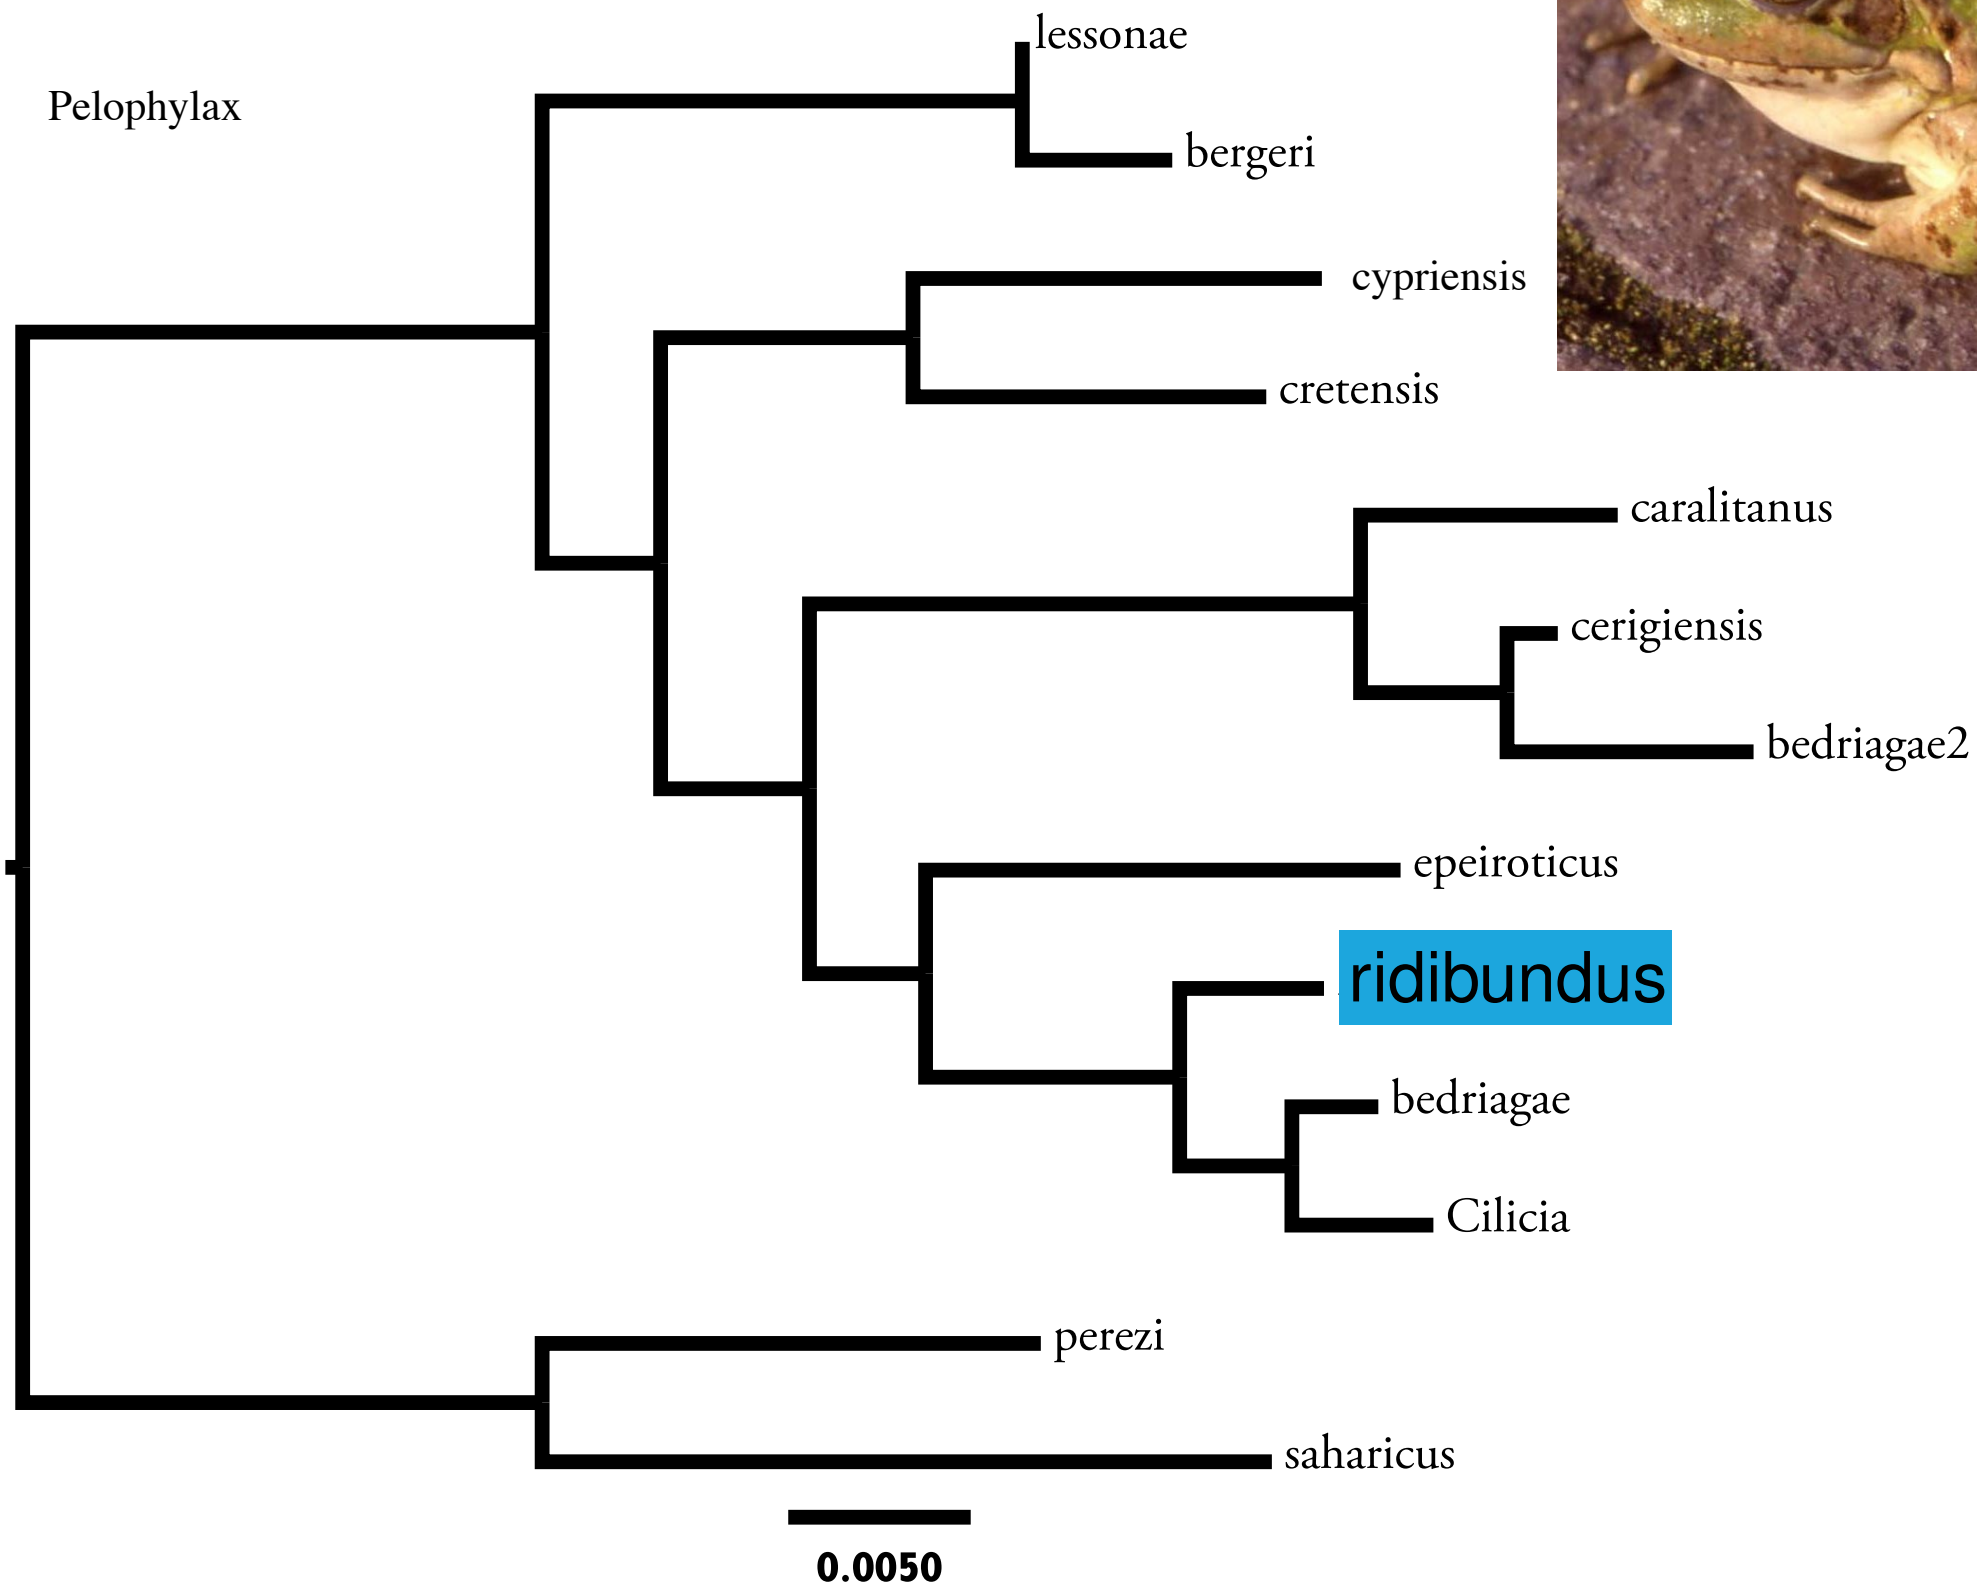 lessonae
Pelophylax
bergeri
cypriensis
cretensis
caralitanus
cerigiensis
bedriagae2
epeiroticus
ridibundus
bedriagae
Cilicia
perezi
saharicus
0.0050